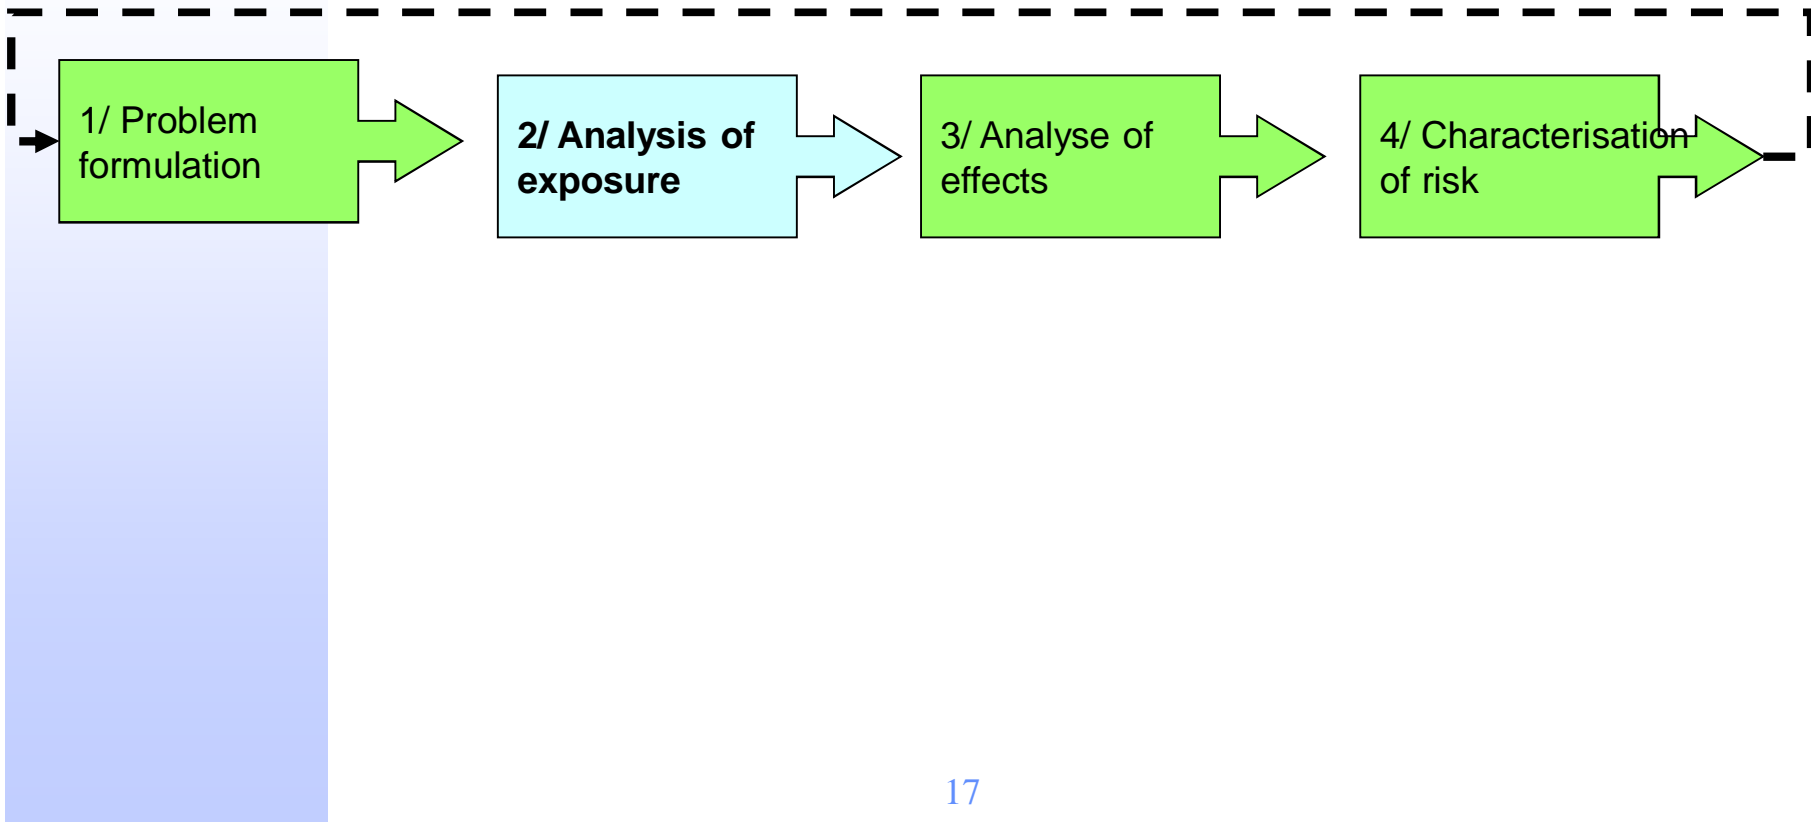 1/ Problem
formulation
2/ Analysis of
exposure
3/ Analyse of
effects
4/ Characterisation
of risk
17